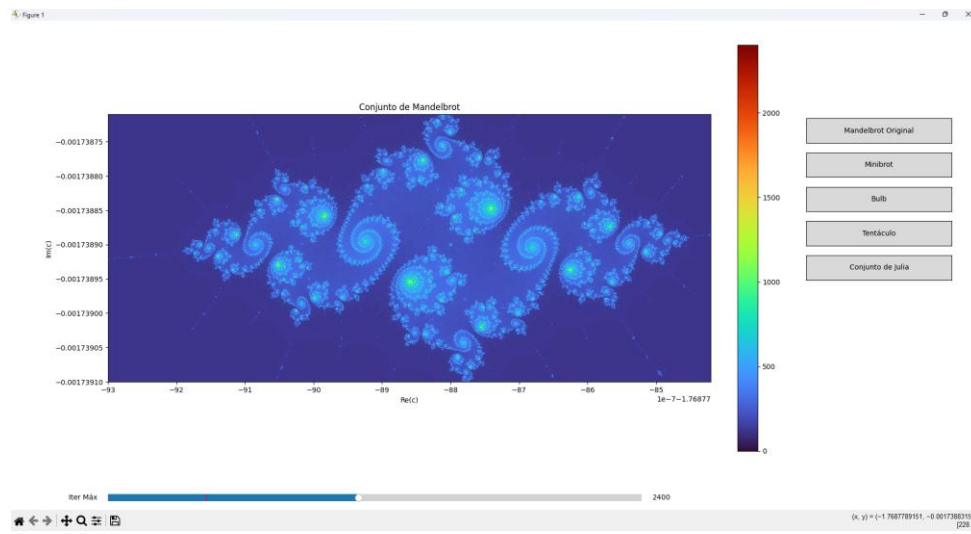 Figure 1
Conjunto de Mandelbrot
Im(c)
−0.00173875
−0.00173880
−0.00173885
−0.00173890
−0.00173895
−0.00173900
−0.00173905
−0.00173910
−93
−92
−91
−90
−89
−88
−87
−86
−85
1e−7−1.76877
Re(c)
2000
1500
1000
500
0
Mandelbrot Original
Minibrot
Bulb
Tentáculo
Conjunto de Julia
Iter Máx
2400
(x, y) = (−1.7687789151, −0.0017388315
[228.